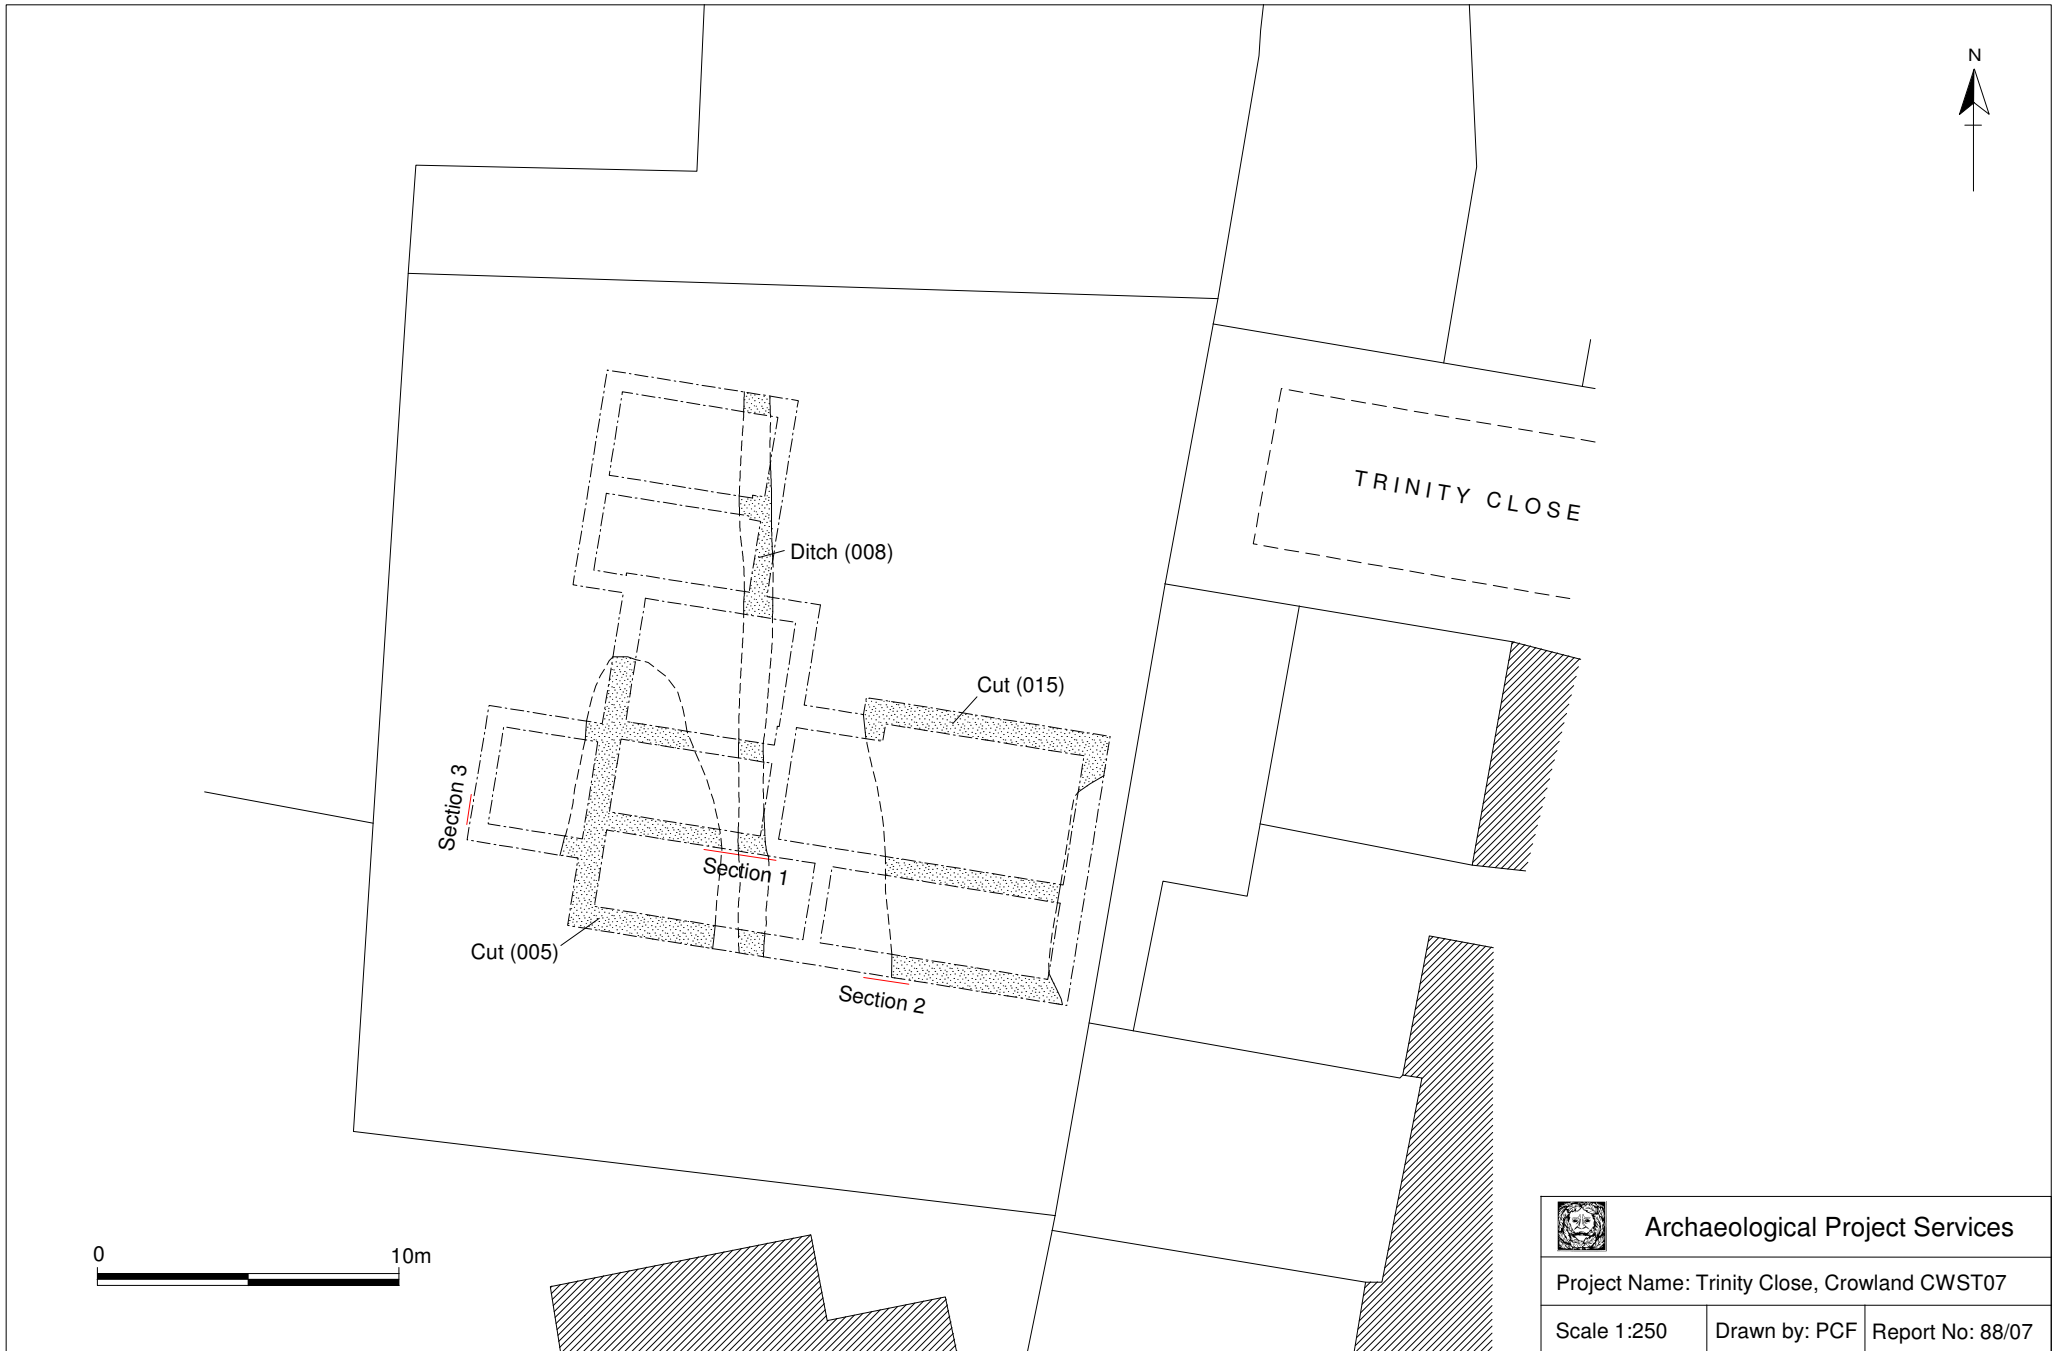 N
TRINITY CLOSE
Ditch (008)
Cut (015)
Section 3
Section 1
Cut (005)
Section 2
0 10m
Archaeological Project Services
Project Name: Trinity Close, Crowland CWST07
Scale 1:250 Drawn by: PCF Report No: 88/07